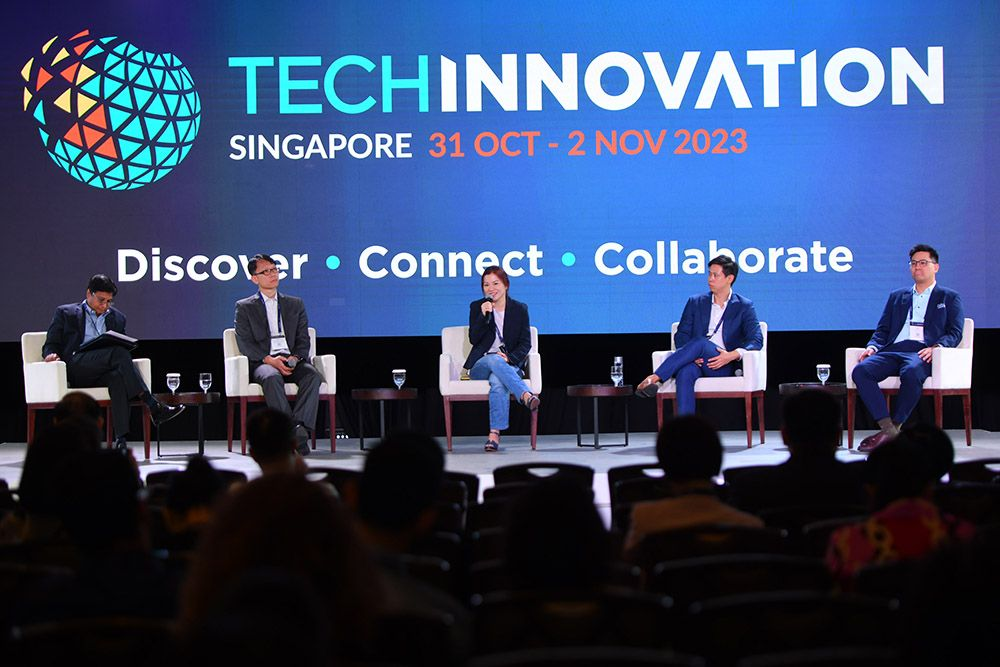 TECHINNOVATION
SINGAPORE 31 OCT - 2 NOV 2023
Discover • Connect • Collaborate